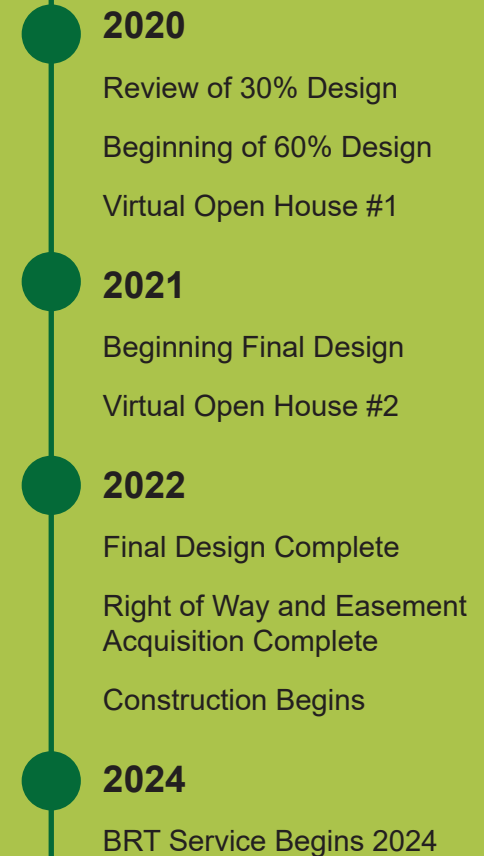 2020
Review of 30% Design
Beginning of 60% Design
Virtual Open House #1
2021
Beginning Final Design
Virtual Open House #2
2022
Final Design Complete
Right of Way and Easement
Acquisition Complete
Construction Begins
2024
BRT Service Begins 2024